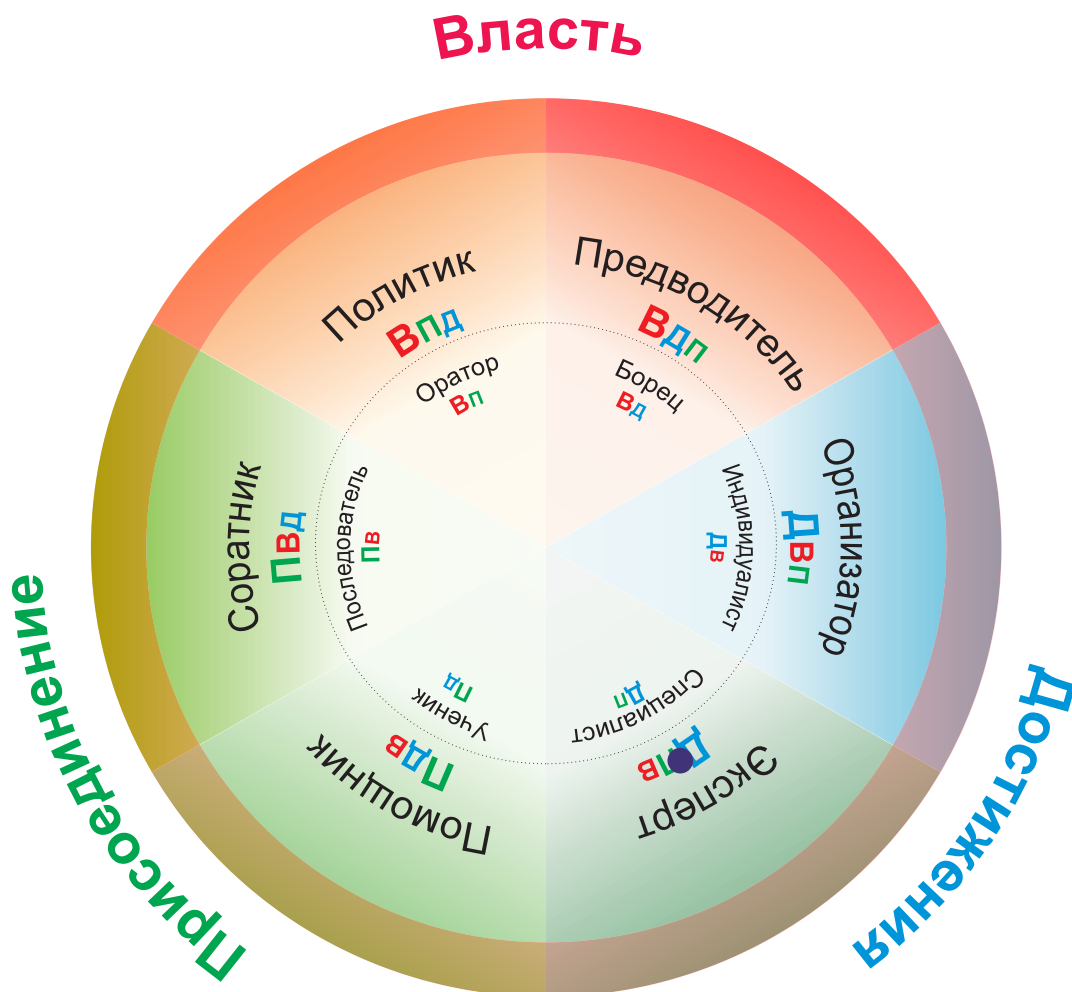 Власть
Политик
ВПД
Оратор
Вп
Предводитель
ВДП
Борец
Вд
Организатор
ДВП
Индивидуалист
Дв
Эксперт
ДПВ
Специалист
Дп
Помощник
ПДВ
Ученик
Пд
Соратник
ПВД
Последователь
Пв
Присоединение
Достижения